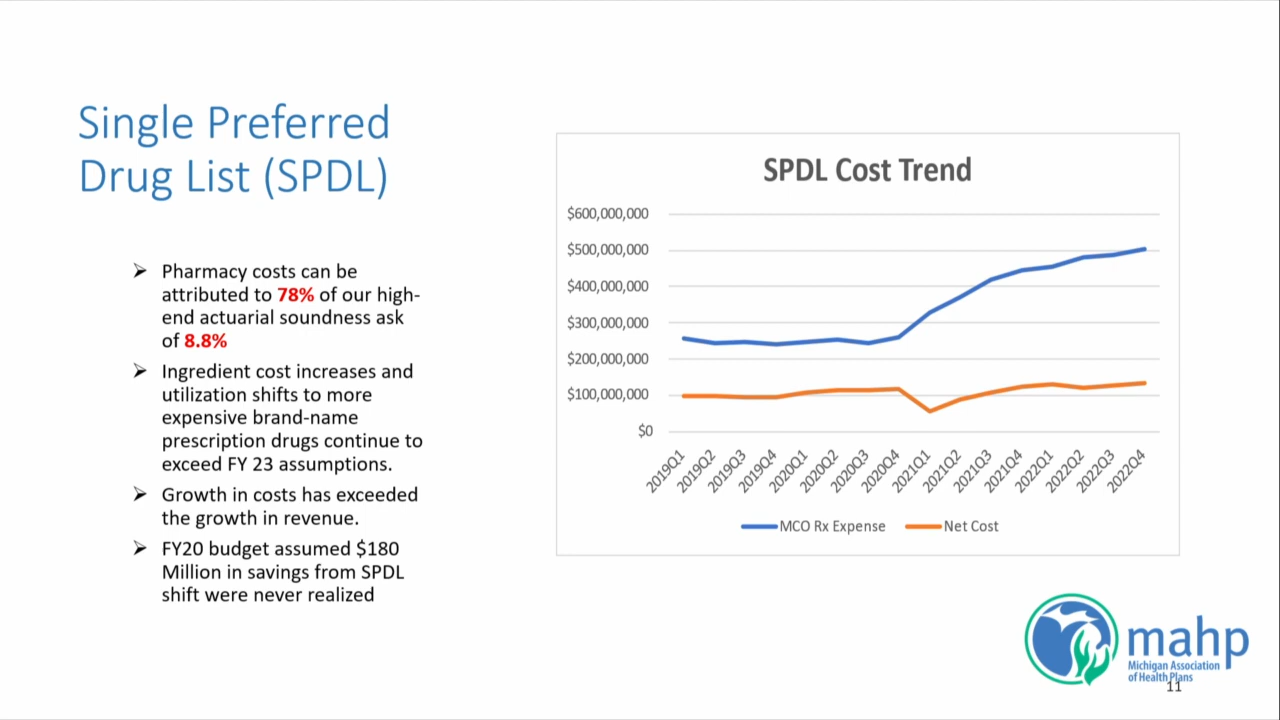 Single Preferred
Drug List (SPDL)
Pharmacy costs can be
attributed to 78% of our high-
end actuarial soundness ask
of 8.8%
Ingredient cost increases and
utilization shifts to more
expensive brand-name
prescription drugs continue to
exceed FY 23 assumptions.
Growth in costs has exceeded
the growth in revenue.
FY20 budget assumed $180
Million in savings from SPDL
shift were never realized
SPDL Cost Trend
$600,000,000
$500,000,000
$400,000,000
$300,000,000
$200,000,000
$100,000,000
$0
2019Q1
2019Q2
2019Q3
2019Q4
2020Q1
2020Q2
2020Q3
2020Q4
2021Q1
2021Q2
2021Q3
2021Q4
2022Q1
2022Q2
2022Q3
2022Q4
MCO Rx Expense
Net Cost
mahp
Michigan Association
of Health Plans
11